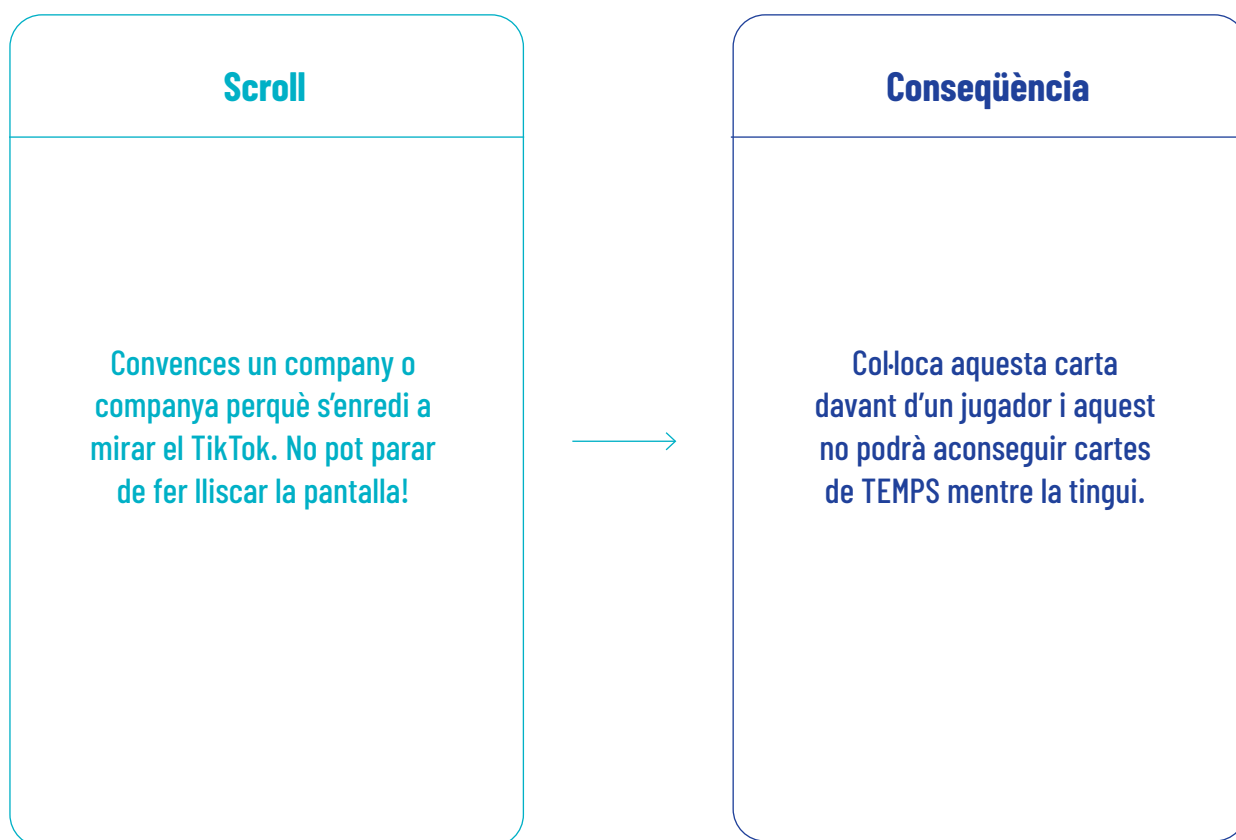 Scroll
Convences un company o
companya perquè s’enredi a
mirar el TikTok. No pot parar
de fer lliscar la pantalla!
Conseqüència
Col·loca aquesta carta
davant d’un jugador i aquest
no podrà aconseguir cartes
de TEMPS mentre la tingui.